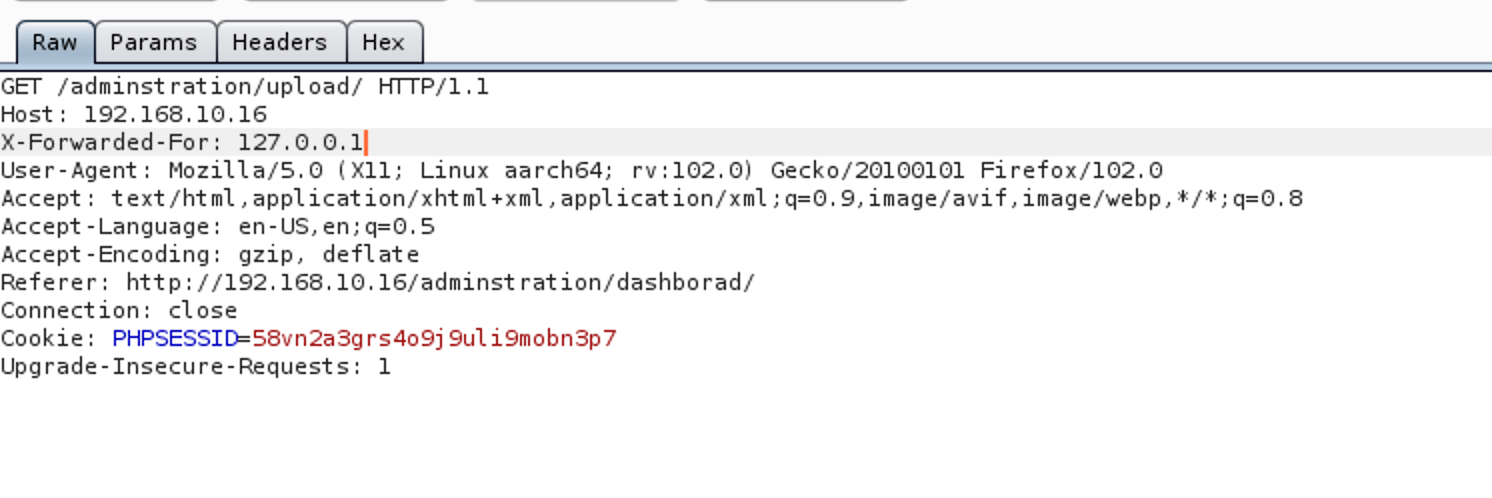 Raw Params Headers Hex
GET /adminstration/upload/ HTTP/1.1
Host: 192.168.10.16
X-Forwarded-For: 127.0.0.1
User-Agent: Mozilla/5.0 (X11; Linux aarch64; rv:102.0) Gecko/20100101 Firefox/102.0
Accept: text/html,application/xhtml+xml,application/xml;q=0.9,image/avif,image/webp,*/*;q=0.8
Accept-Language: en-US,en;q=0.5
Accept-Encoding: gzip, deflate
Referer: http://192.168.10.16/adminstration/dashborad/
Connection: close
Cookie: PHPSESSID=58vn2a3grs4o9j9uli9mobn3p7
Upgrade-Insecure-Requests: 1